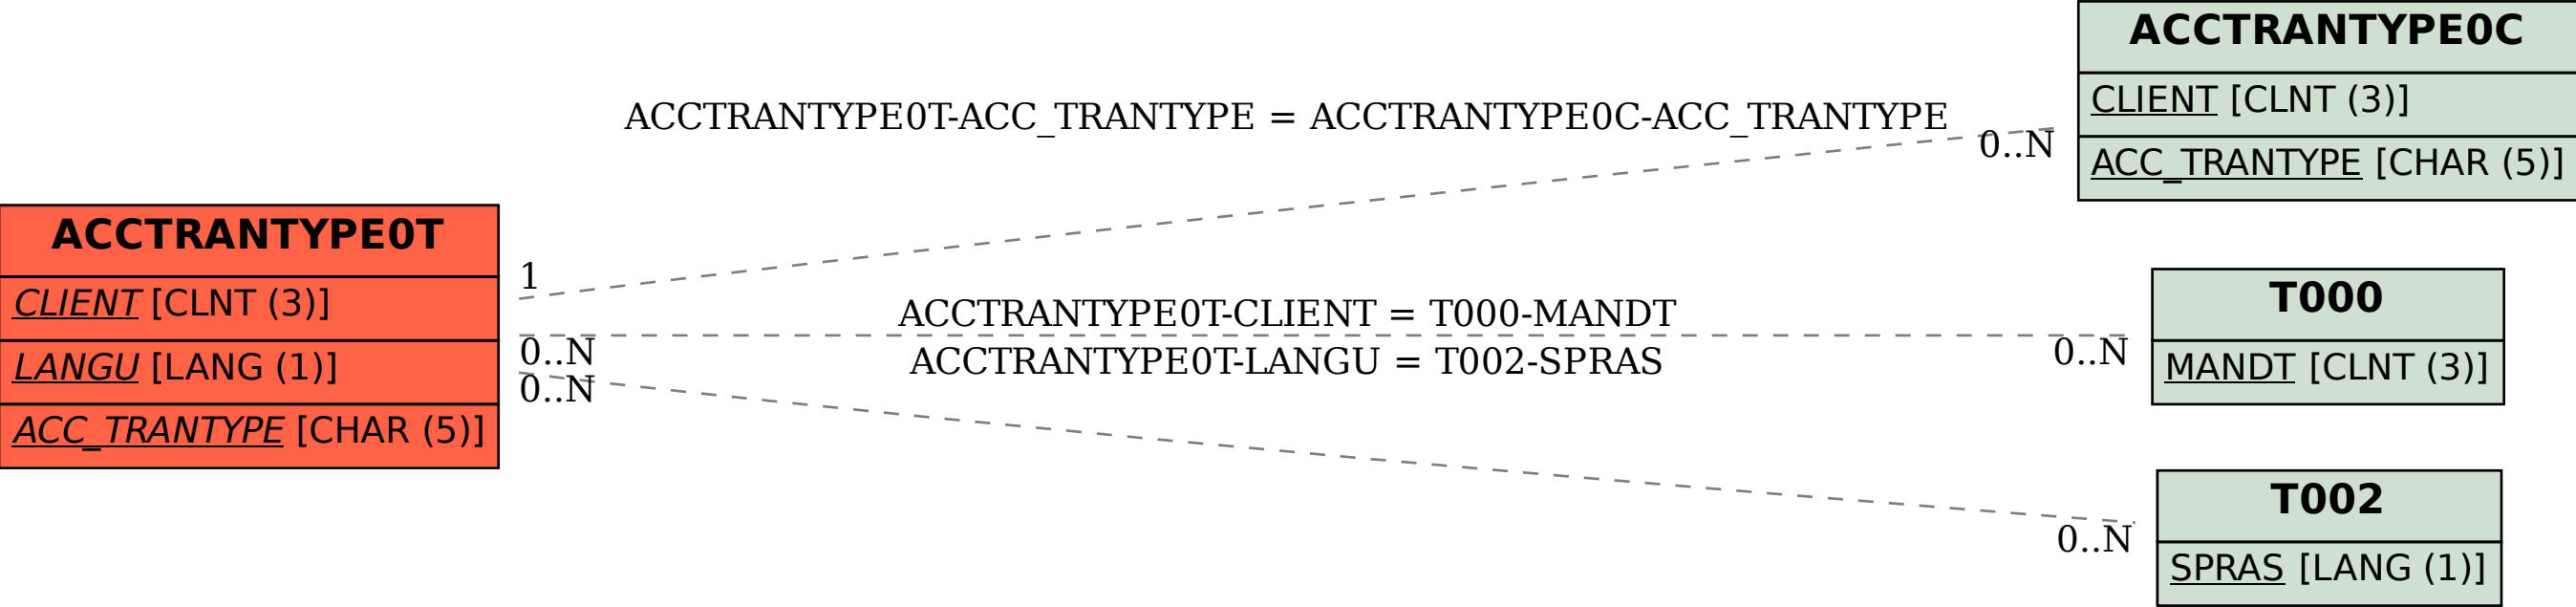 ACCTRANTYPE0C
CLIENT [CLNT (3)]
ACC_TRANTYPE [CHAR (5)]
ACCTRANTYPE0T-ACC_TRANTYPE = ACCTRANTYPE0C-ACC_TRANTYPE
0..N
1
ACCTRANTYPE0T
CLIENT [CLNT (3)]
LANGU [LANG (1)]
ACC_TRANTYPE [CHAR (5)]
ACCTRANTYPE0T-CLIENT = T000-MANDT
0..N
0..N
T000
MANDT [CLNT (3)]
ACCTRANTYPE0T-LANGU = T002-SPRAS
0..N
0..N
T002
SPRAS [LANG (1)]